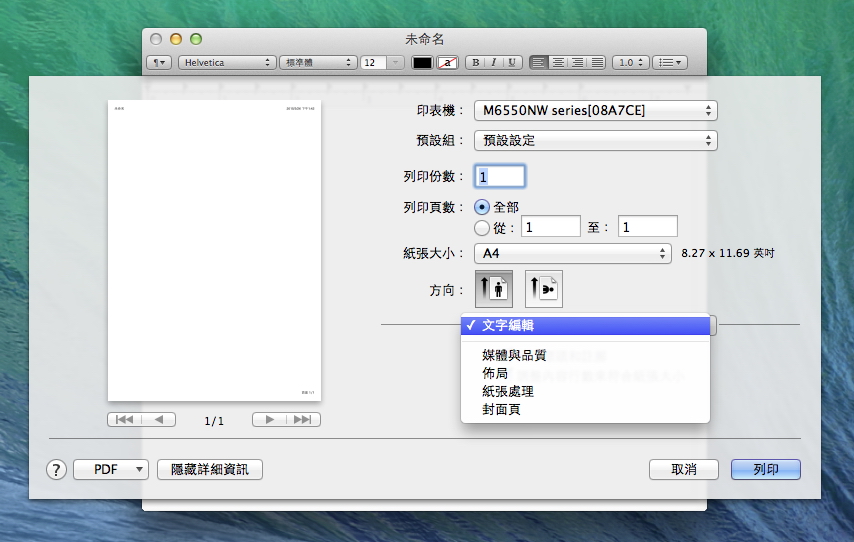 未命名
Helvetica
標準體
12
a
B I U
1.0
印表機：
M6550NW series[08A7CE]
預設組：
預設設定
列印份數：
1
列印頁數：
全部
從：
1
至：
1
紙張大小：
A4
8.27 x 11.69 英吋
方向：
文字編輯
媒體與品質
佈局
紙張處理
封面頁
1/1
?
PDF
隱藏詳細資訊
取消
列印